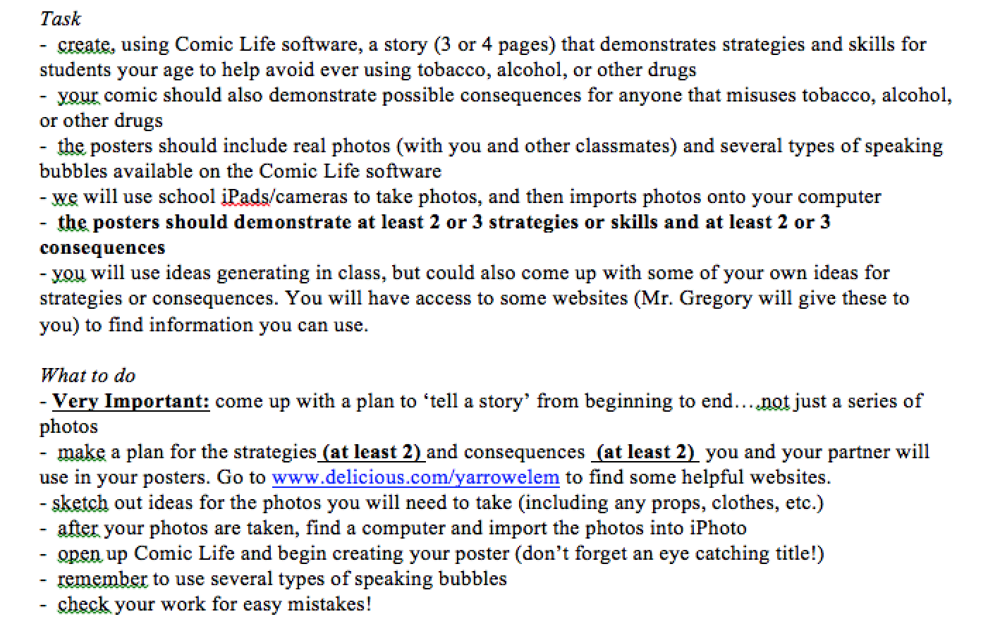 Task
-  create, using Comic Life software, a story (3 or 4 pages) that demonstrates strategies and skills for
students your age to help avoid ever using tobacco, alcohol, or other drugs
-  your comic should also demonstrate possible consequences for anyone that misuses tobacco, alcohol,
or other drugs
-  the posters should include real photos (with you and other classmates) and several types of speaking
bubbles available on the Comic Life software
- we will use school iPads/cameras to take photos, and then imports photos onto your computer
-  the posters should demonstrate at least 2 or 3 strategies or skills and at least 2 or 3
consequences
- you will use ideas generating in class, but could also come up with some of your own ideas for
strategies or consequences. You will have access to some websites (Mr. Gregory will give these to
you) to find information you can use.

What to do
- Very Important: come up with a plan to ‘tell a story’ from beginning to end….not just a series of
photos
-  make a plan for the strategies (at least 2) and consequences  (at least 2)  you and your partner will
use in your posters. Go to www.delicious.com/yarrowelem to find some helpful websites.
- sketch out ideas for the photos you will need to take (including any props, clothes, etc.)
-  after your photos are taken, find a computer and import the photos into iPhoto
-  open up Comic Life and begin creating your poster (don’t forget an eye catching title!)
-  remember to use several types of speaking bubbles
-  check your work for easy mistakes!